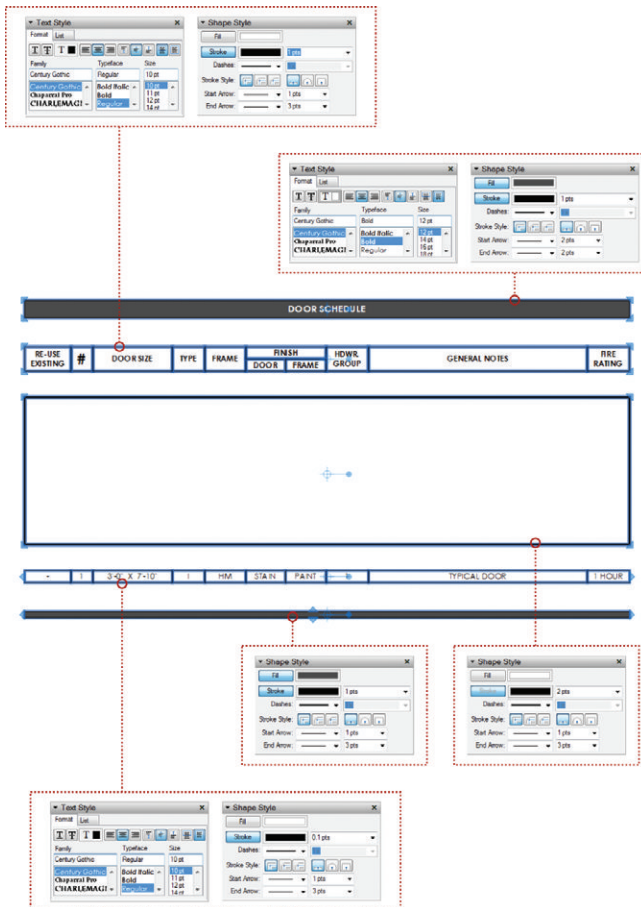 Text Style
Format List
Family Typeface Size
Century Gothic Regular 10 pt
Century Gothic Bold Italic 10 pt
Chaparral Pro Bold 11 pt
CHARLEMAGI Regular 12 pt
14 pt
Shape Style
Fill
Stroke 1 pts
Dashes:
Stroke Style:
Start Arrow: 1 pts
End Arrow: 3 pts
Text Style
Format List
Family Typeface Size
Century Gothic Bold 12 pt
Century Gothic Bold Italic 12 pt
Chaparral Pro Bold 14 pt
CHARLEMAGI Regular 16 pt
18 pt
Shape Style
Fill
Stroke 1 pts
Dashes:
Stroke Style:
Start Arrow: 2 pts
End Arrow: 2 pts
DOOR SCHEDULE
RE-USE EXISTING # DOOR SIZE TYPE FRAME FINISH DOOR FRAME HDWR. GROUP GENERAL NOTES FIRE RATING
- 1 3'-0" X 7'-10" 1 HM STAIN PAINT TYPICAL DOOR 1 HOUR
Shape Style
Fill
Stroke 1 pts
Dashes:
Stroke Style:
Start Arrow: 1 pts
End Arrow: 3 pts
Shape Style
Fill
Stroke 2 pts
Dashes:
Stroke Style:
Start Arrow: 1 pts
End Arrow: 3 pts
Text Style
Format List
Family Typeface Size
Century Gothic Regular 10 pt
Century Gothic Bold Italic 10 pt
Chaparral Pro Bold 11 pt
CHARLEMAGI Regular 12 pt
14 pt
Shape Style
Fill
Stroke 0.1 pts
Dashes:
Stroke Style:
Start Arrow: 1 pts
End Arrow: 3 pts